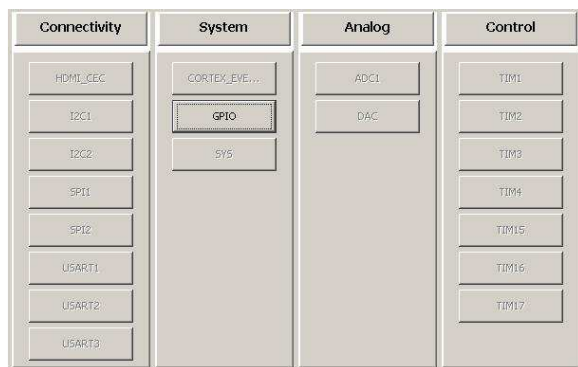 Connectivity
HDMI_CEC
I2C1
I2C2
SPI1
SPI2
USART1
USART2
USART3
System
CORTEX_EVE...
GPIO
SYS
Analog
ADC1
DAC
Control
TIM1
TIM2
TIM3
TIM4
TIM15
TIM16
TIM17